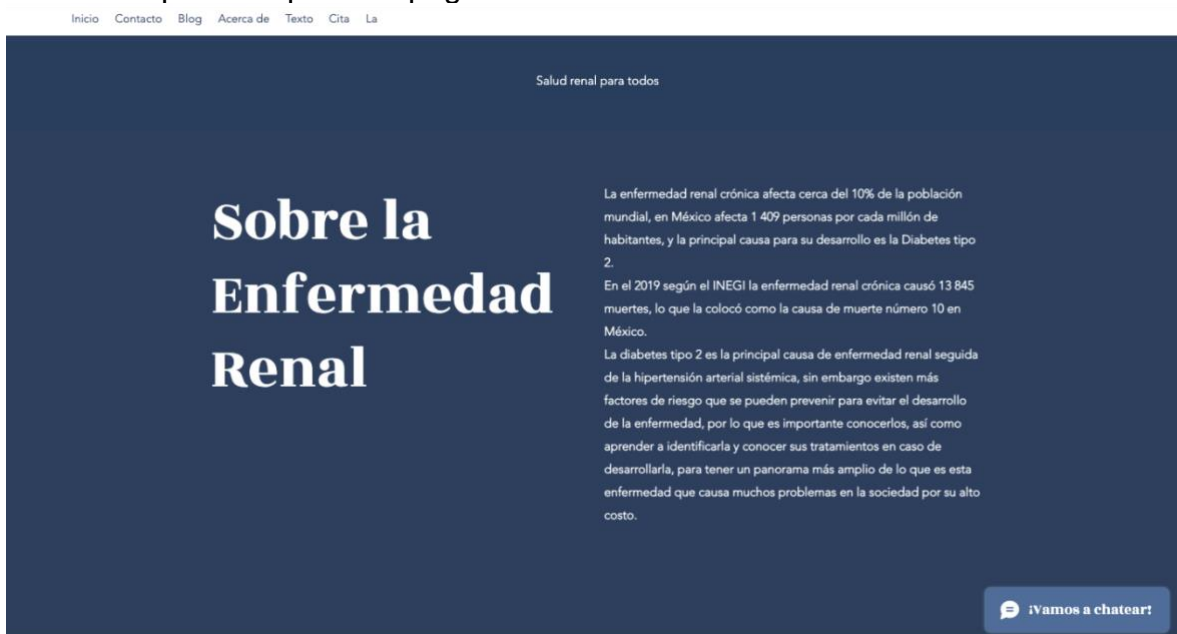 Inicio Contacto Blog Acerca de Texto Cita La
Salud renal para todos
Sobre la
Enfermedad
Renal
La enfermedad renal crónica afecta cerca del 10% de la población
mundial, en México afecta 1 409 personas por cada millón de
habitantes, y la principal causa para su desarrollo es la Diabetes tipo
2.
En el 2019 según el INEGI la enfermedad renal crónica causó 13 845
muertes, lo que la colocó como la causa de muerte número 10 en
México.
La diabetes tipo 2 es la principal causa de enfermedad renal seguida
de la hipertensión arterial sistémica, sin embargo existen más
factores de riesgo que se pueden prevenir para evitar el desarrollo
de la enfermedad, por lo que es importante conocerlos, así como
aprender a identificarla y conocer sus tratamientos en caso de
desarrollarla, para tener un panorama más amplio de lo que es esta
enfermedad que causa muchos problemas en la sociedad por su alto
costo.
¡Vamos a chatear!